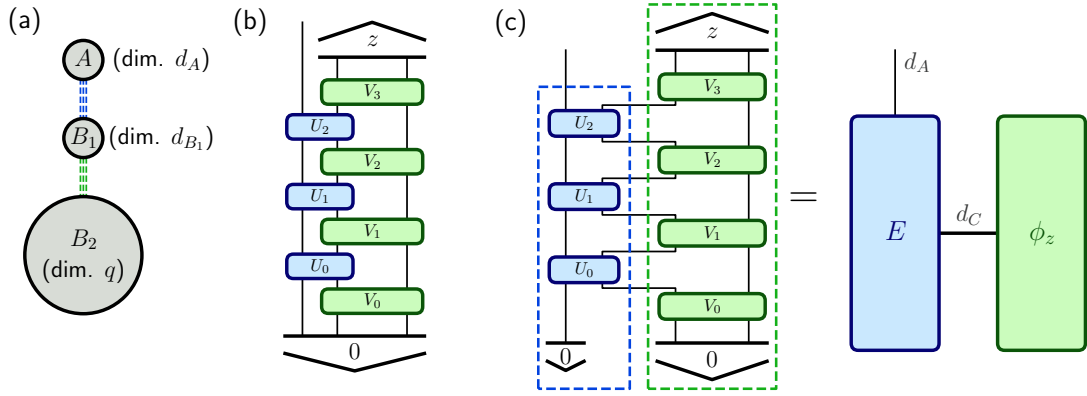 (a)
A
(dim. d_A)
B_1
(dim. d_{B_1})
B_2
(dim. q)
(b)
z
V_3
U_2
V_2
U_1
V_1
U_0
V_0
0
(c)
z
V_3
U_2
V_2
U_1
V_1
U_0
V_0
0
0
=
d_A
E
d_C
ϕ_z